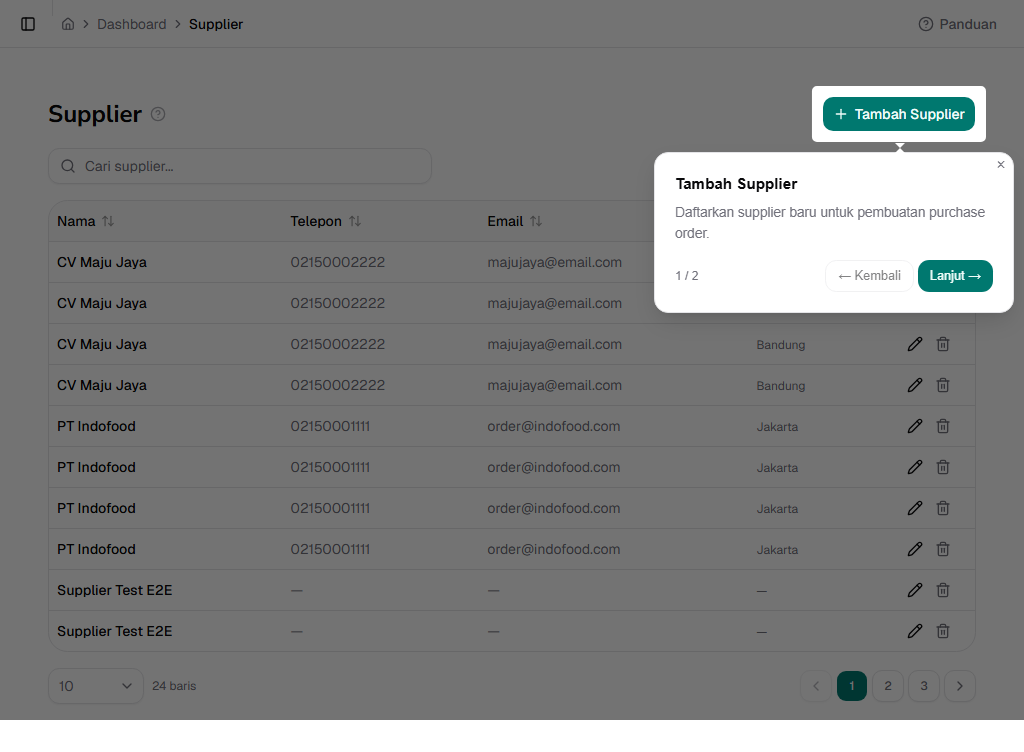 Dashboard Supplier
Panduan
Supplier
+ Tambah Supplier
Cari supplier...
Tambah Supplier
Daftarkan supplier baru untuk pembuatan purchase
order.
1 / 2
← Kembali
Lanjut →
Nama Telepon Email
CV Maju Jaya 02150002222 majujaya@email.com
CV Maju Jaya 02150002222 majujaya@email.com
CV Maju Jaya 02150002222 majujaya@email.com Bandung
CV Maju Jaya 02150002222 majujaya@email.com Bandung
PT Indofood 02150001111 order@indofood.com Jakarta
PT Indofood 02150001111 order@indofood.com Jakarta
PT Indofood 02150001111 order@indofood.com Jakarta
PT Indofood 02150001111 order@indofood.com Jakarta
Supplier Test E2E — — —
Supplier Test E2E — — —
10 24 baris
1 2 3